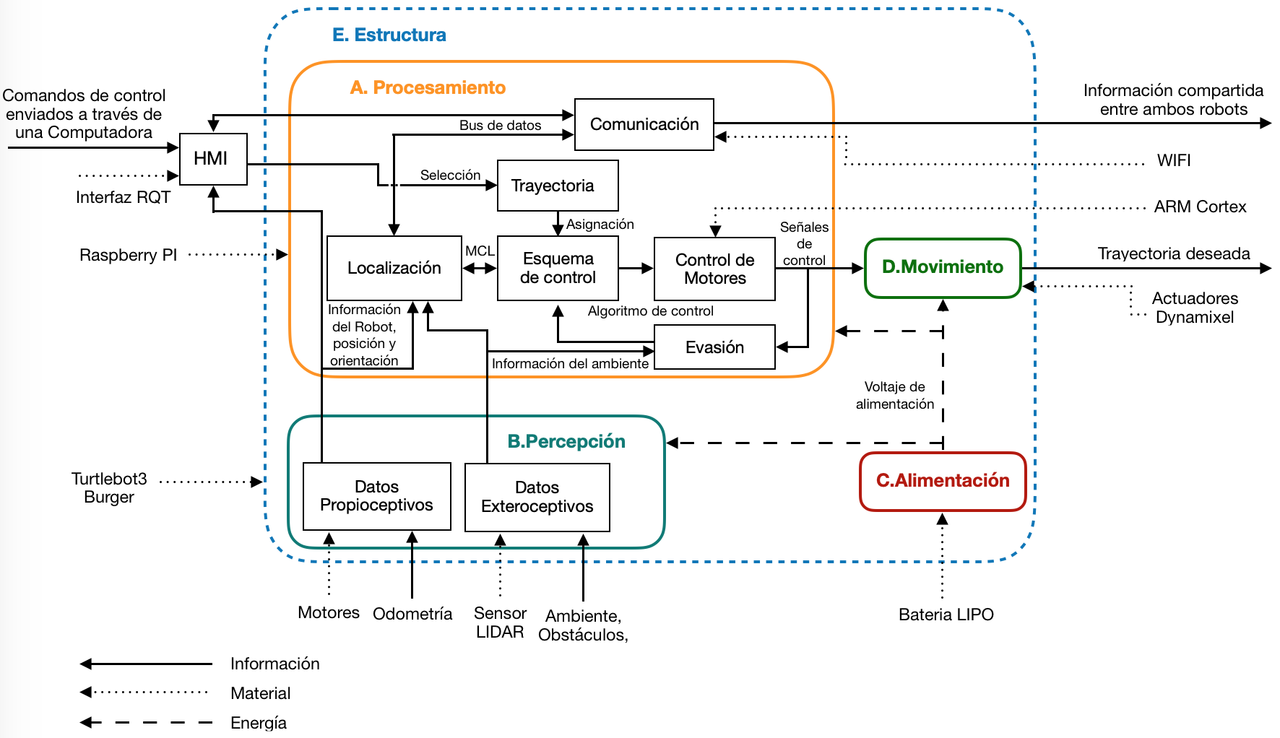 E. Estructura
A. Procesamiento
Comandos de control
enviados a través de
una Computadora
Información compartida
entre ambos robots
Bus de datos
Comunicación
HMI
WIFI
Selección
Trayectoria
Interfaz RQT
ARM Cortex
Asignación
Señales
de
control
Raspberry PI
Localización
MCL
Esquema
de control
Control de
Motores
D.Movimiento
Trayectoria deseada
Información
del Robot,
posición y
orientación
Algoritmo de control
Actuadores
Dynamixel
Evasión
Información del ambiente
Voltaje de
alimentación
B.Percepción
Turtlebot3
Burger
Datos
Propioceptivos
Datos
Exteroceptivos
C.Alimentación
Motores
Odometría
Sensor
LIDAR
Ambiente,
Obstáculos,
Bateria LIPO
Información
Material
Energía